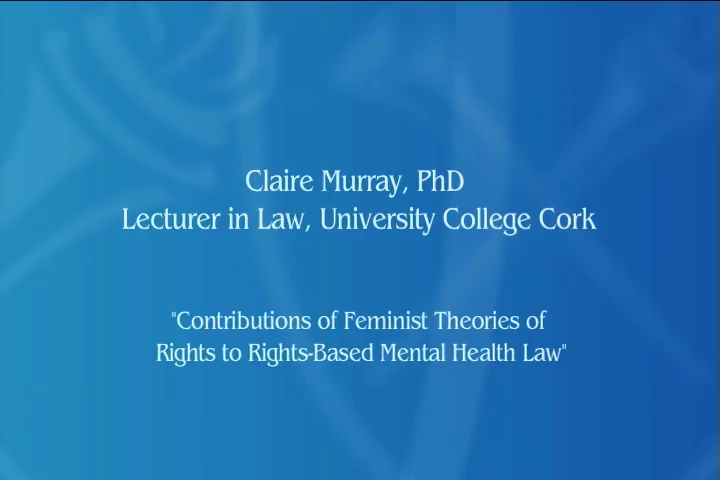 Claire Murray, PhD
Lecturer in Law, University College Cork
"Contributions of Feminist Theories of
Rights to Rights-Based Mental Health Law"